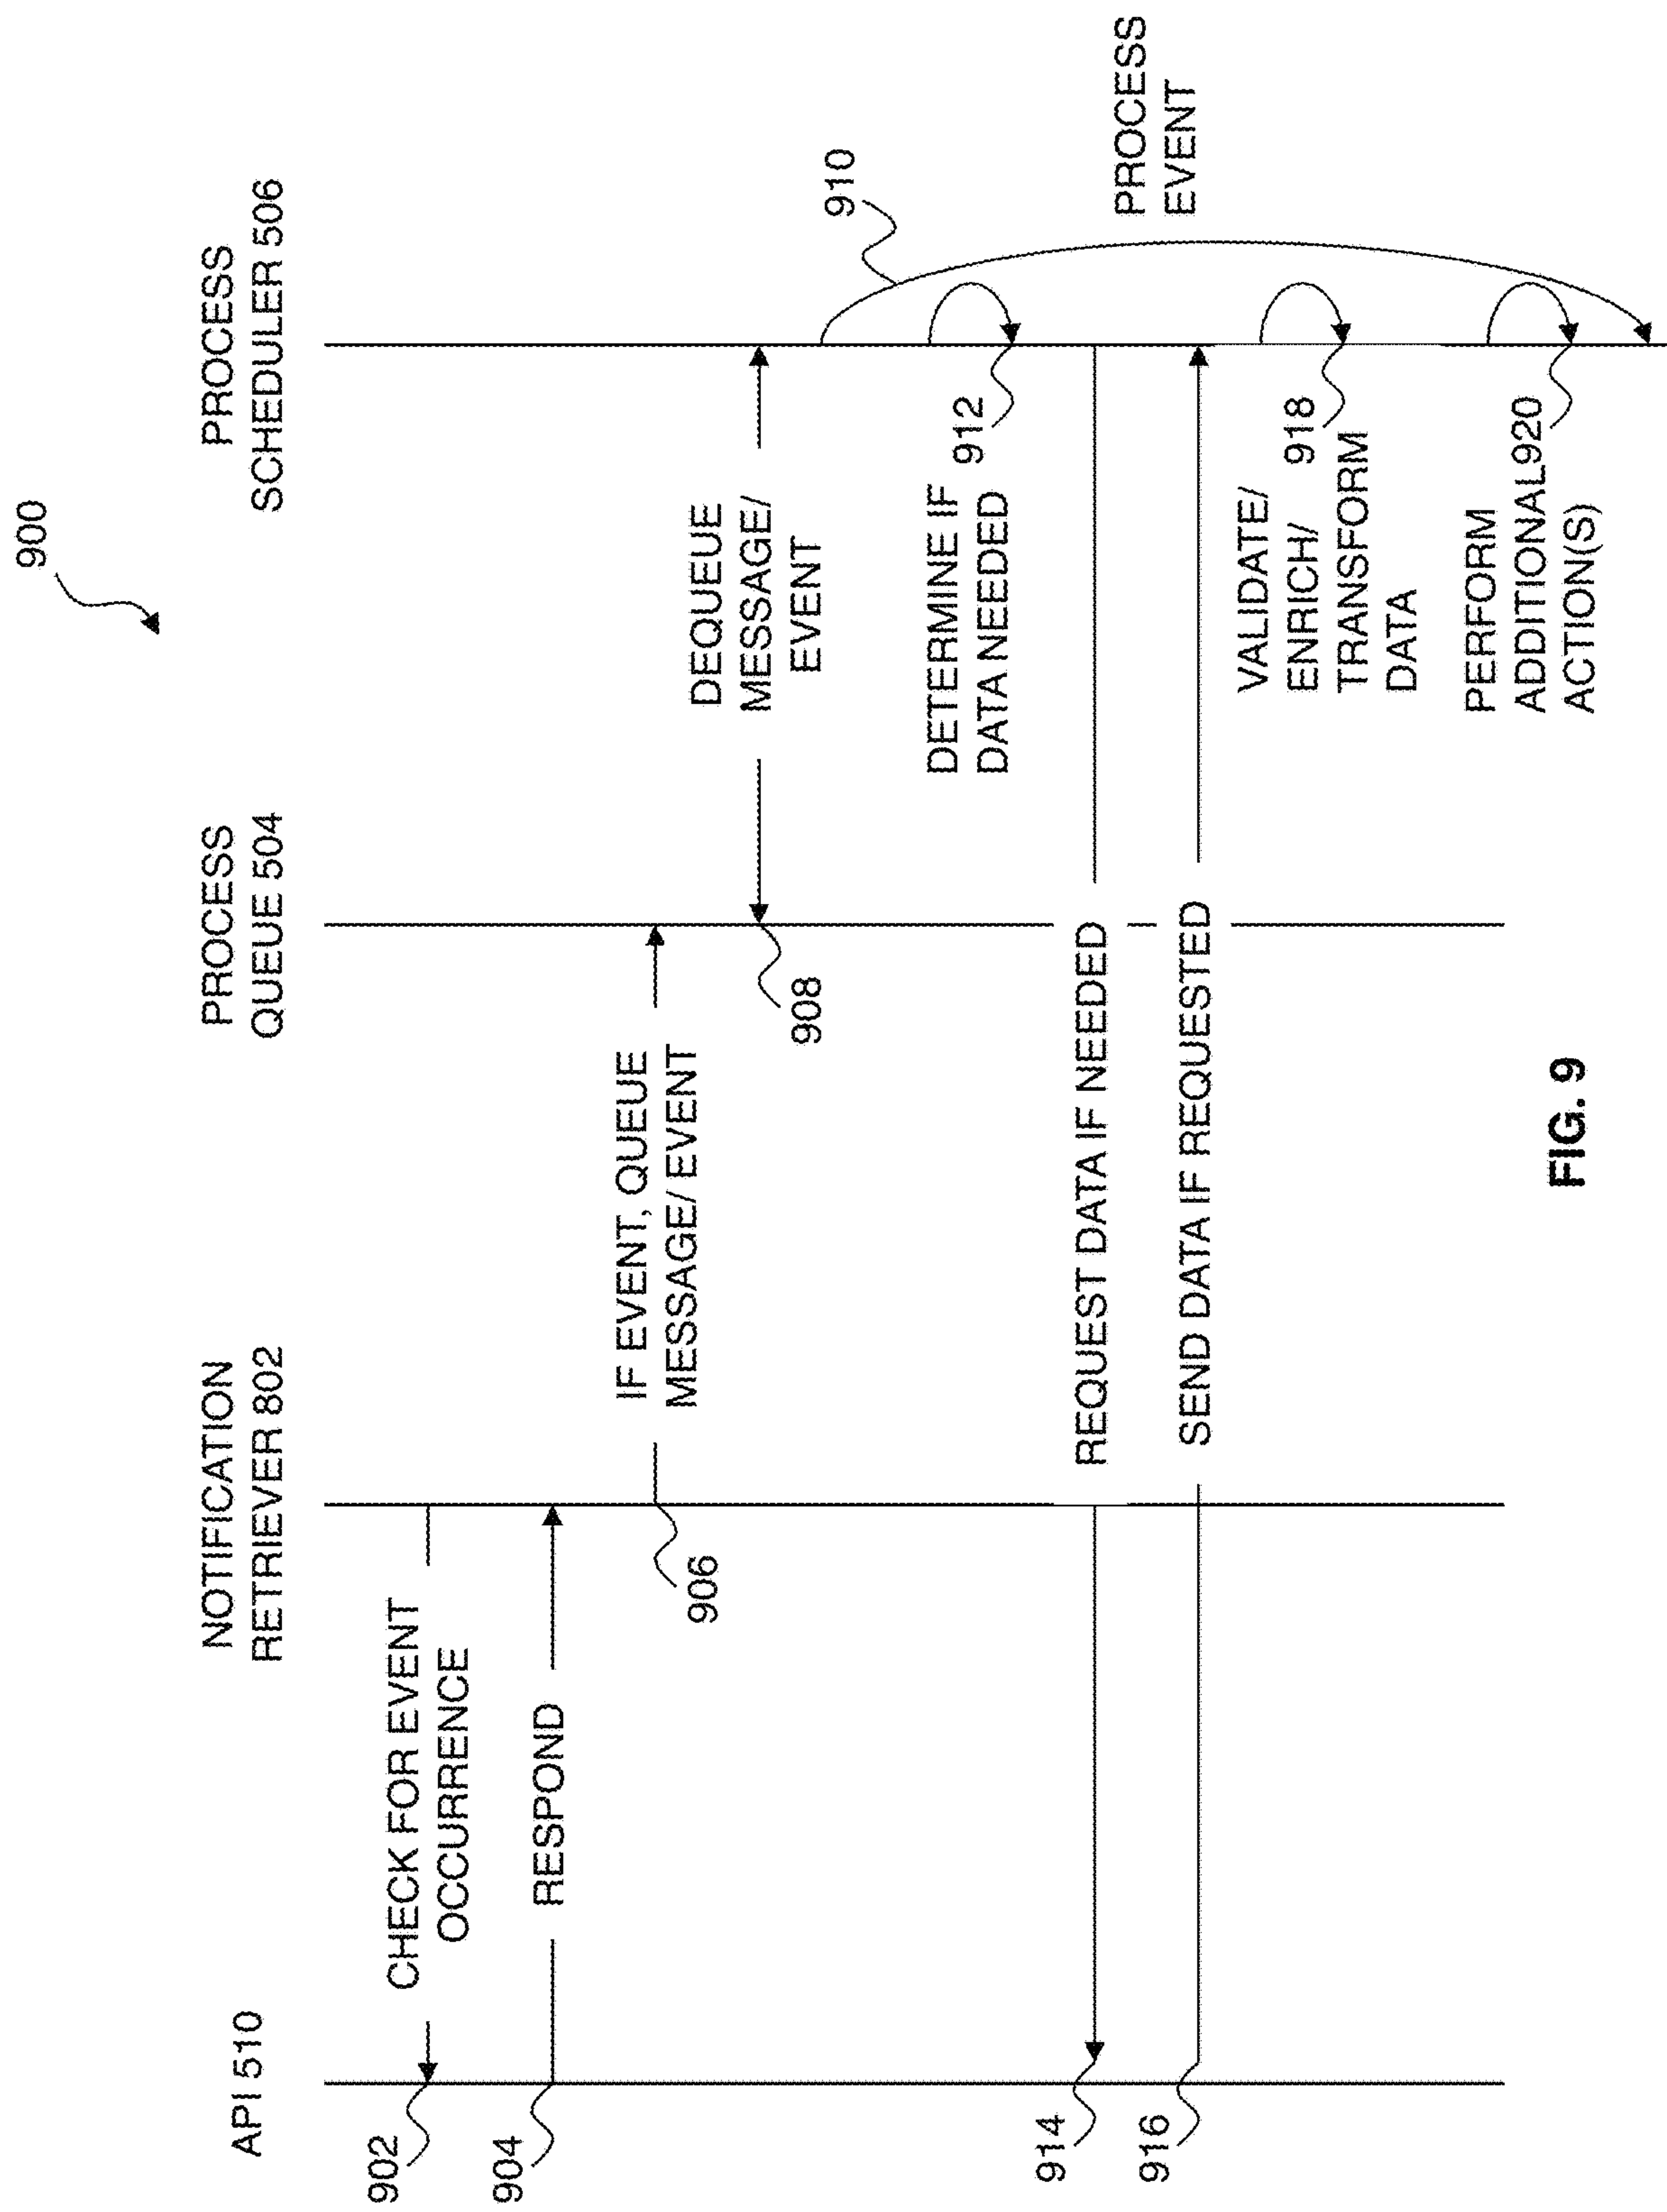 900
API 510
NOTIFICATION
RETRIEVER 802
PROCESS
QUEUE 504
PROCESS
SCHEDULER 506
902
CHECK FOR EVENT
OCCURRENCE
904
RESPOND
906
IF EVENT, QUEUE
MESSAGE/ EVENT
908
DEQUEUE
MESSAGE/
EVENT
910
DETERMINE IF
DATA NEEDED 912
914
REQUEST DATA IF NEEDED
PROCESS
EVENT
916
SEND DATA IF REQUESTED
VALIDATE/
ENRICH/ 918
TRANSFORM
DATA
PERFORM
ADDITIONAL920
ACTION(S)
FIG. 9